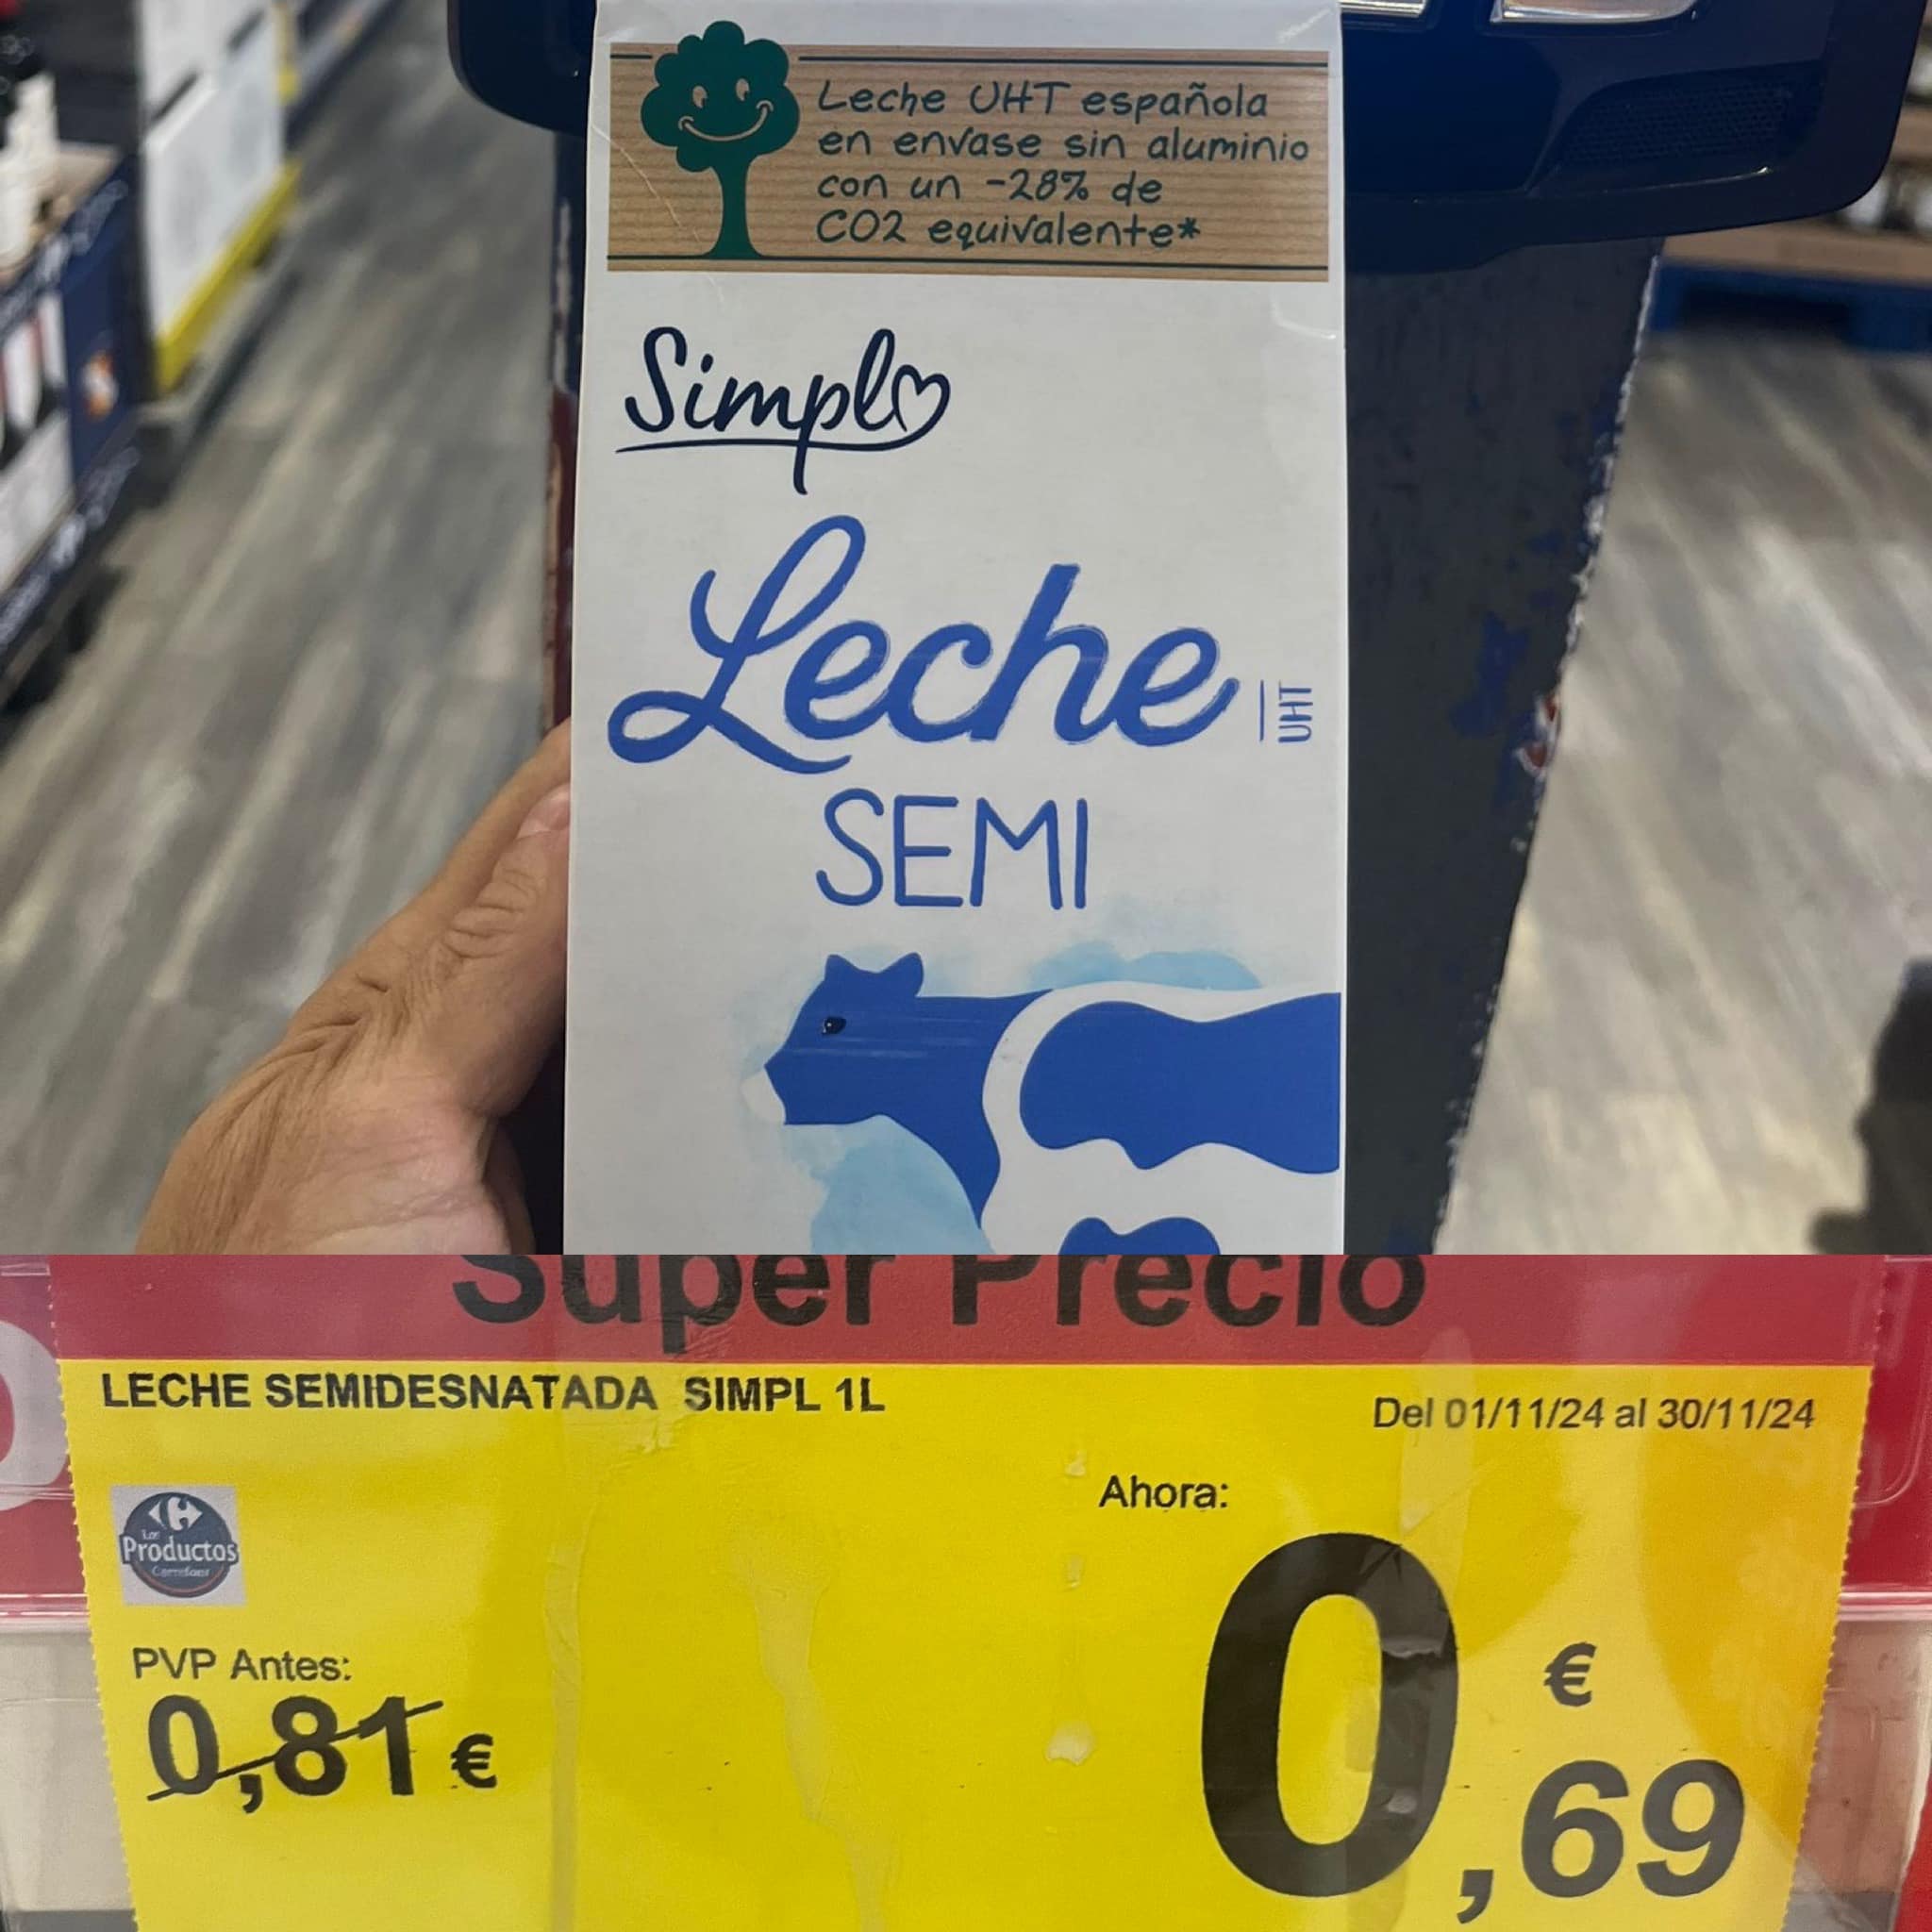 Leche UHT española
en envase sin aluminio
con un -28% de
CO2 equivalente*
Simpl
Leche
UHT
SEMI
Super Precio
LECHE SEMIDESNATADA SIMPL 1L
Del 01/11/24 al 30/11/24
Ahora:
Los
Productos
Carrefour
PVP Antes:
0,81 €
0,69 €